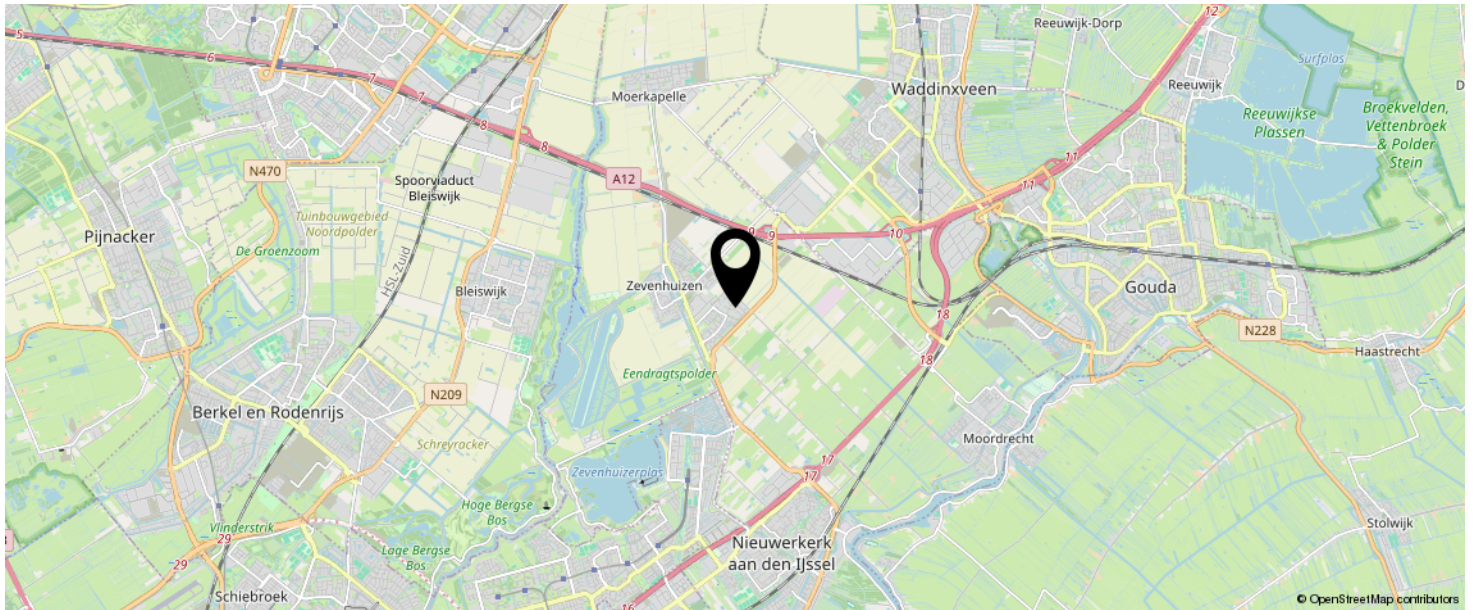 5
6
7
7
8
8
12
Reeuwijk-Dorp
Surfplas
Moerkapelle
Waddinxveen
Reeuwijk
Reeuwijkse
Plassen
Broekvelden,
Vettenbroek
& Polder
Stein
D
N470
Spoorviaduct
Bleiswijk
A12
11
11
Tuinbouwgebied
Noordpolder
Pijnacker
De Groenzoom
HSL-Zuid
9
9
10
Bleiswijk
Zevenhuizen
Gouda
18
18
N228
Haastrecht
Eendragtspolder
N209
Berkel en Rodenrijs
Schreyracker
Moordrecht
Zevenhuizerplas
17
17
Hoge Bergse
Bos
Vlinderstrik
29
29
Lage Bergse
Bos
3
Nieuwerkerk
aan den IJssel
Stolwijk
Schiebroek
16
© OpenStreetMap contributors